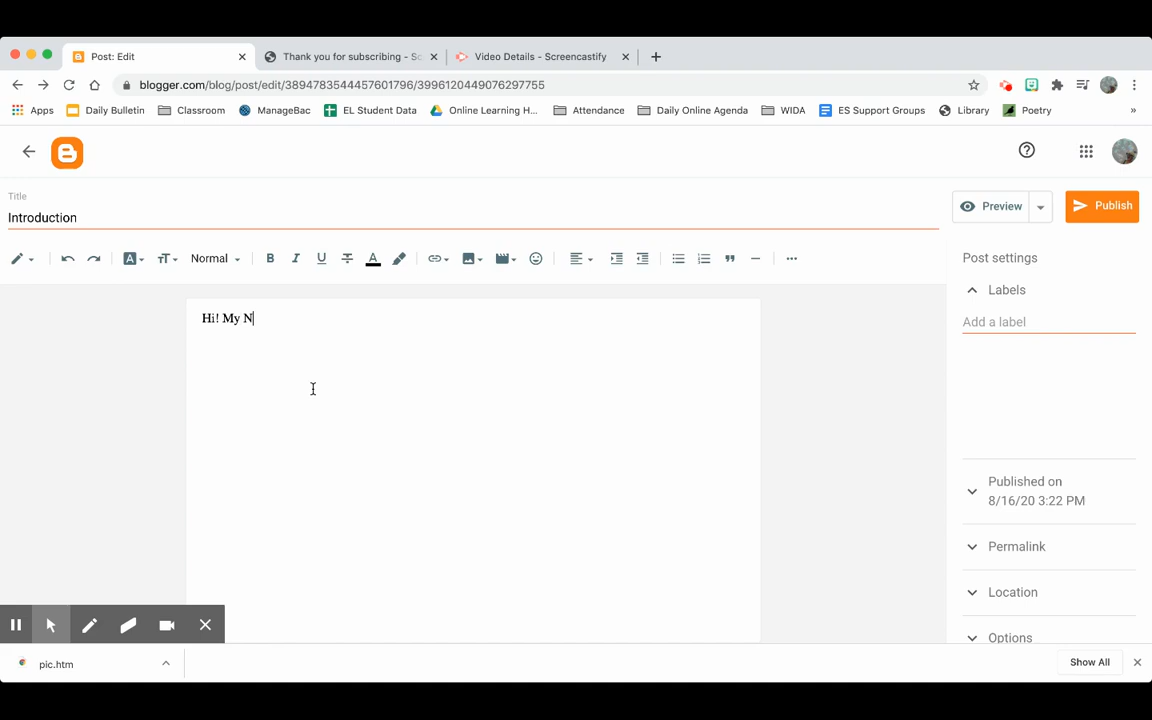 Post: Edit
Thank you for subscribing - Sc
Video Details - Screencastify
blogger.com/blog/post/edit/3894783544457601796/3996120449076297755
Apps Daily Bulletin Classroom ManageBac EL Student Data Online Learning H... Attendance Daily Online Agenda WIDA ES Support Groups Library Poetry »
Title
Introduction
Preview
Publish
Normal
Post settings
Labels
Add a label
Hi! My N
Published on
8/16/20 3:22 PM
Permalink
Location
Options
pic.htm
Show All